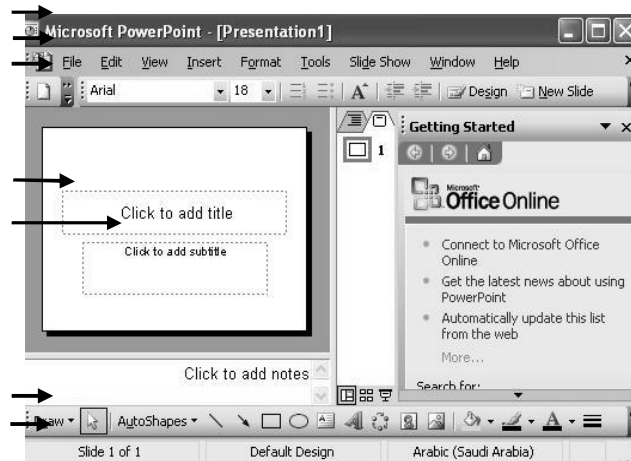 Microsoft PowerPoint - [Presentation1]
File Edit View Insert Format Tools Slide Show Window Help
Arial 18 A Design New Slide
1
Getting Started
Click to add title
Click to add subtitle
Microsoft
Office Online
Connect to Microsoft Office
Online
Get the latest news about using
PowerPoint
Automatically update this list
from the web
More...
Search for:
Click to add notes
Draw AutoShapes A
Slide 1 of 1 Default Design Arabic (Saudi Arabia)